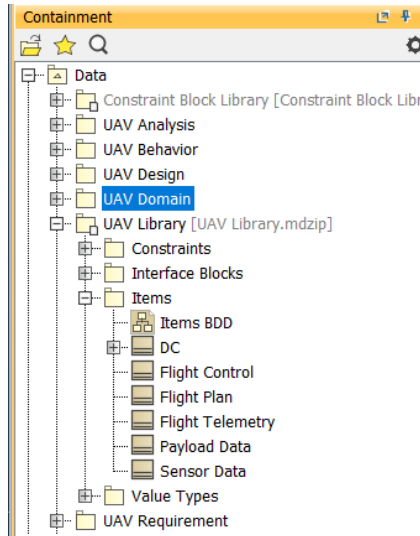 Containment
Data
Constraint Block Library [Constraint Block Libr
UAV Analysis
UAV Behavior
UAV Design
UAV Domain
UAV Library [UAV Library.mdzip]
Constraints
Interface Blocks
Items
Items BDD
DC
Flight Control
Flight Plan
Flight Telemetry
Payload Data
Sensor Data
Value Types
UAV Requirement